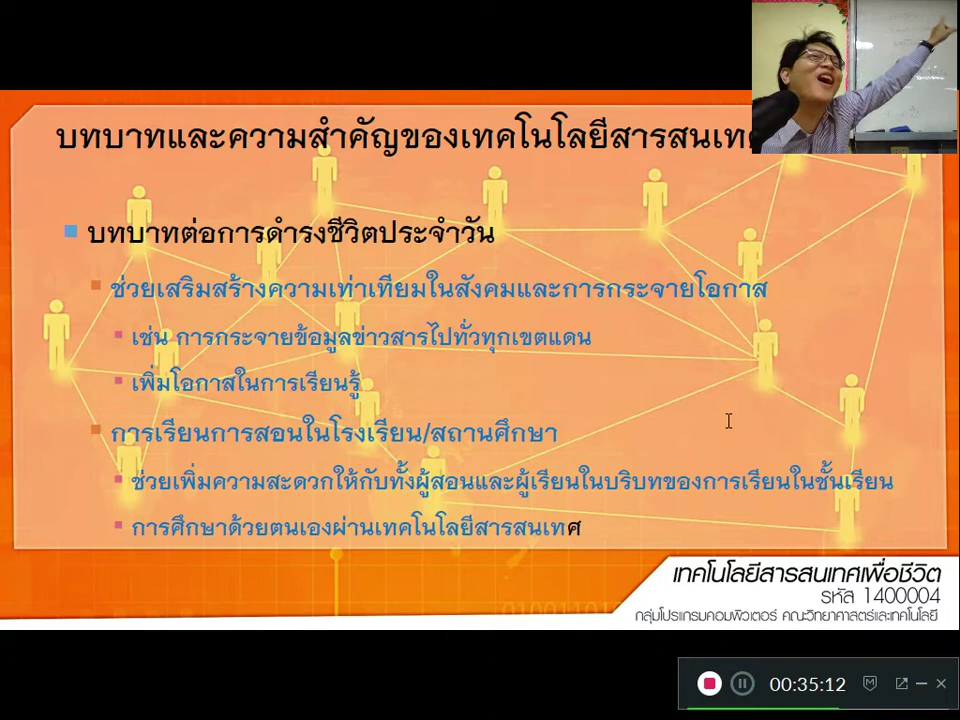 บทบาทและความสำคัญของเทคโนโลยีสารสนเท
บทบาทต่อการดำรงชีวิตประจำวัน
ช่วยเสริมสร้างความเท่าเทียมในสังคมและการกระจายโอกาส
เช่น การกระจายข้อมูลข่าวสารไปทั่วทุกเขตแดน
เพิ่มโอกาสในการเรียนรู้
การเรียนการสอนในโรงเรียน/สถานศึกษา
ช่วยเพิ่มความสะดวกให้กับทั้งผู้สอนและผู้เรียนในบริบทของการเรียนในชั้นเรียน
การศึกษาด้วยตนเองผ่านเทคโนโลยีสารสนเทศ
เทคโนโลยีสารสนเทศเพื่อชีวิต
รหัส 1400004
กลุ่มโปรแกรมคอมพิวเตอร์ คณะวิทยาศาสตร์และเทคโนโลยี
00:35:12